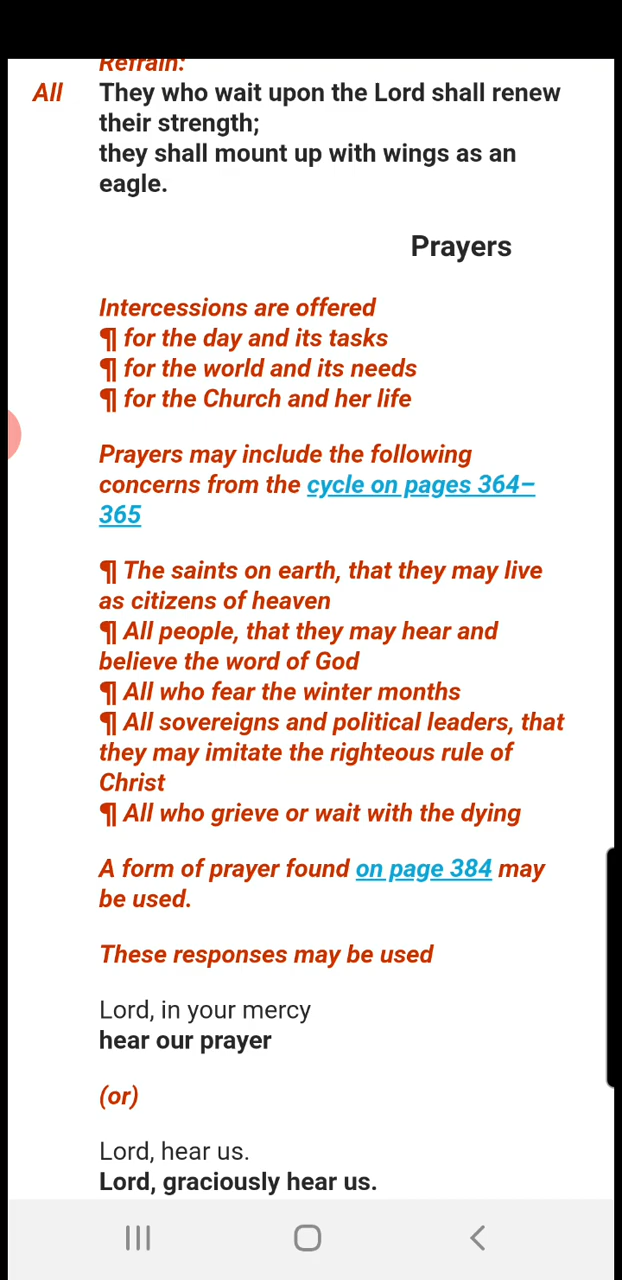 Refrain:
All They who wait upon the Lord shall renew
their strength;
they shall mount up with wings as an
eagle.
Prayers
Intercessions are offered
¶ for the day and its tasks
¶ for the world and its needs
¶ for the Church and her life
Prayers may include the following
concerns from the cycle on pages 364–
365
¶ The saints on earth, that they may live
as citizens of heaven
¶ All people, that they may hear and
believe the word of God
¶ All who fear the winter months
¶ All sovereigns and political leaders, that
they may imitate the righteous rule of
Christ
¶ All who grieve or wait with the dying
A form of prayer found on page 384 may
be used.
These responses may be used
Lord, in your mercy
hear our prayer
(or)
Lord, hear us.
Lord, graciously hear us.